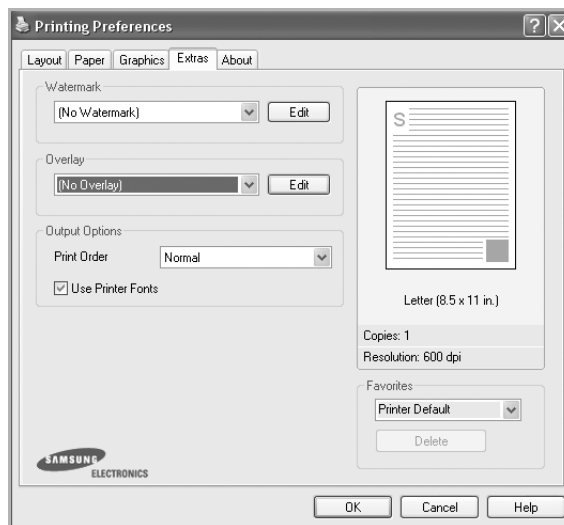 Printing Preferences
Layout Paper Graphics Extras About
Watermark
(No Watermark)
Edit
Overlay
(No Overlay)
Edit
Output Options
Print Order
Normal
Use Printer Fonts
S
Letter (8.5 x 11 in.)
Copies: 1
Resolution: 600 dpi
Favorites
Printer Default
Delete
SAMSUNG
ELECTRONICS
OK Cancel Help